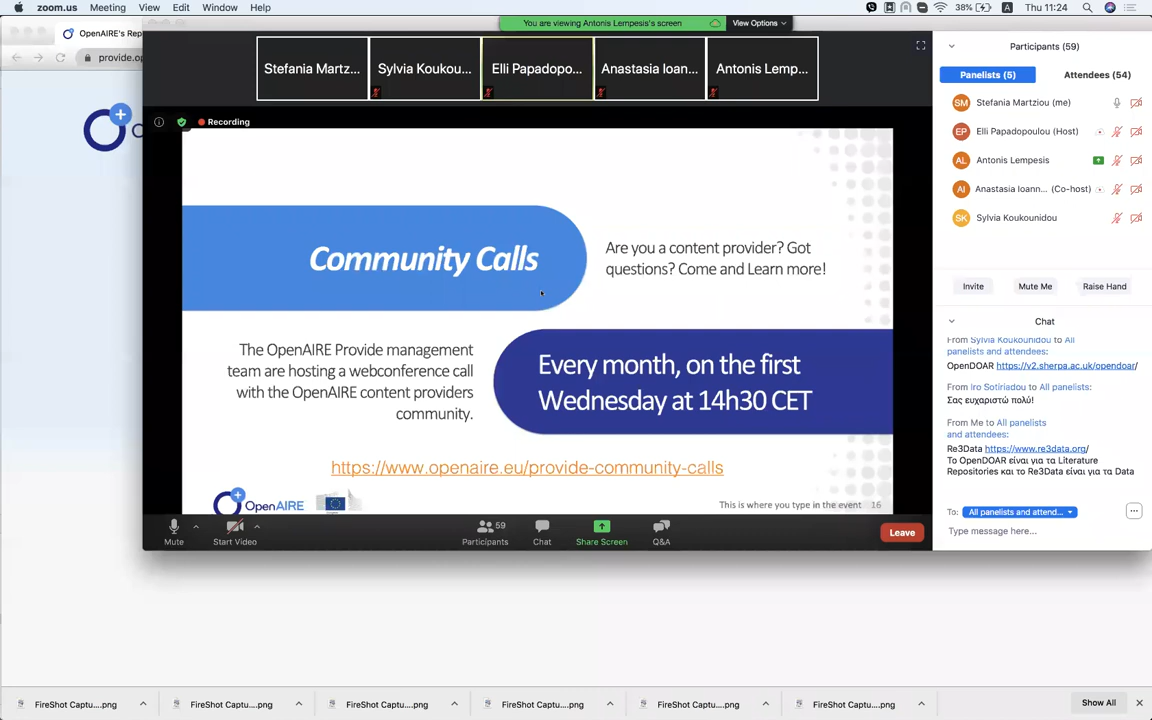 zoom.us Meeting View Edit Window Help
38% A Thu 11:24
You are viewing Antonis Lempesis's screen View Options
OpenAIRE's Rep
provide.op
Stefania Martz... Sylvia Koukou... Elli Papadopo... Anastasia Ioan... Antonis Lemp...
Recording
Community Calls
Are you a content provider? Got
questions? Come and Learn more!
The OpenAIRE Provide management
team are hosting a webconference call
with the OpenAIRE content providers
community.
Every month, on the first
Wednesday at 14h30 CET
https://www.openaire.eu/provide-community-calls
OpenAIRE
This is where you type in the event 16
Mute
Start Video
Participants 59
Chat
Share Screen
Q&A
Leave
Participants (59)
Panelists (5) Attendees (54)
SM Stefania Martziou (me)
EP Elli Papadopoulou (Host)
AL Antonis Lempesis
AI Anastasia Ioann... (Co-host)
SK Sylvia Koukounidou
Invite Mute Me Raise Hand
Chat
From Sylvia Koukounidou to All
panelists and attendees:
OpenDOAR https://v2.sherpa.ac.uk/opendoar/
From Iro Sotiriadou to All panelists:
Σας ευχαριστώ πολύ!
From Me to All panelists
and attendees:
Re3Data https://www.re3data.org/
Το OpenDOAR είναι για τα Literature
Repositories και το Re3Data είναι για τα Data
To: All panelists and attend...
Type message here...
FireShot Captu....png FireShot Captu....png FireShot Captu....png FireShot Captu....png FireShot Captu....png FireShot Captu....png Show All